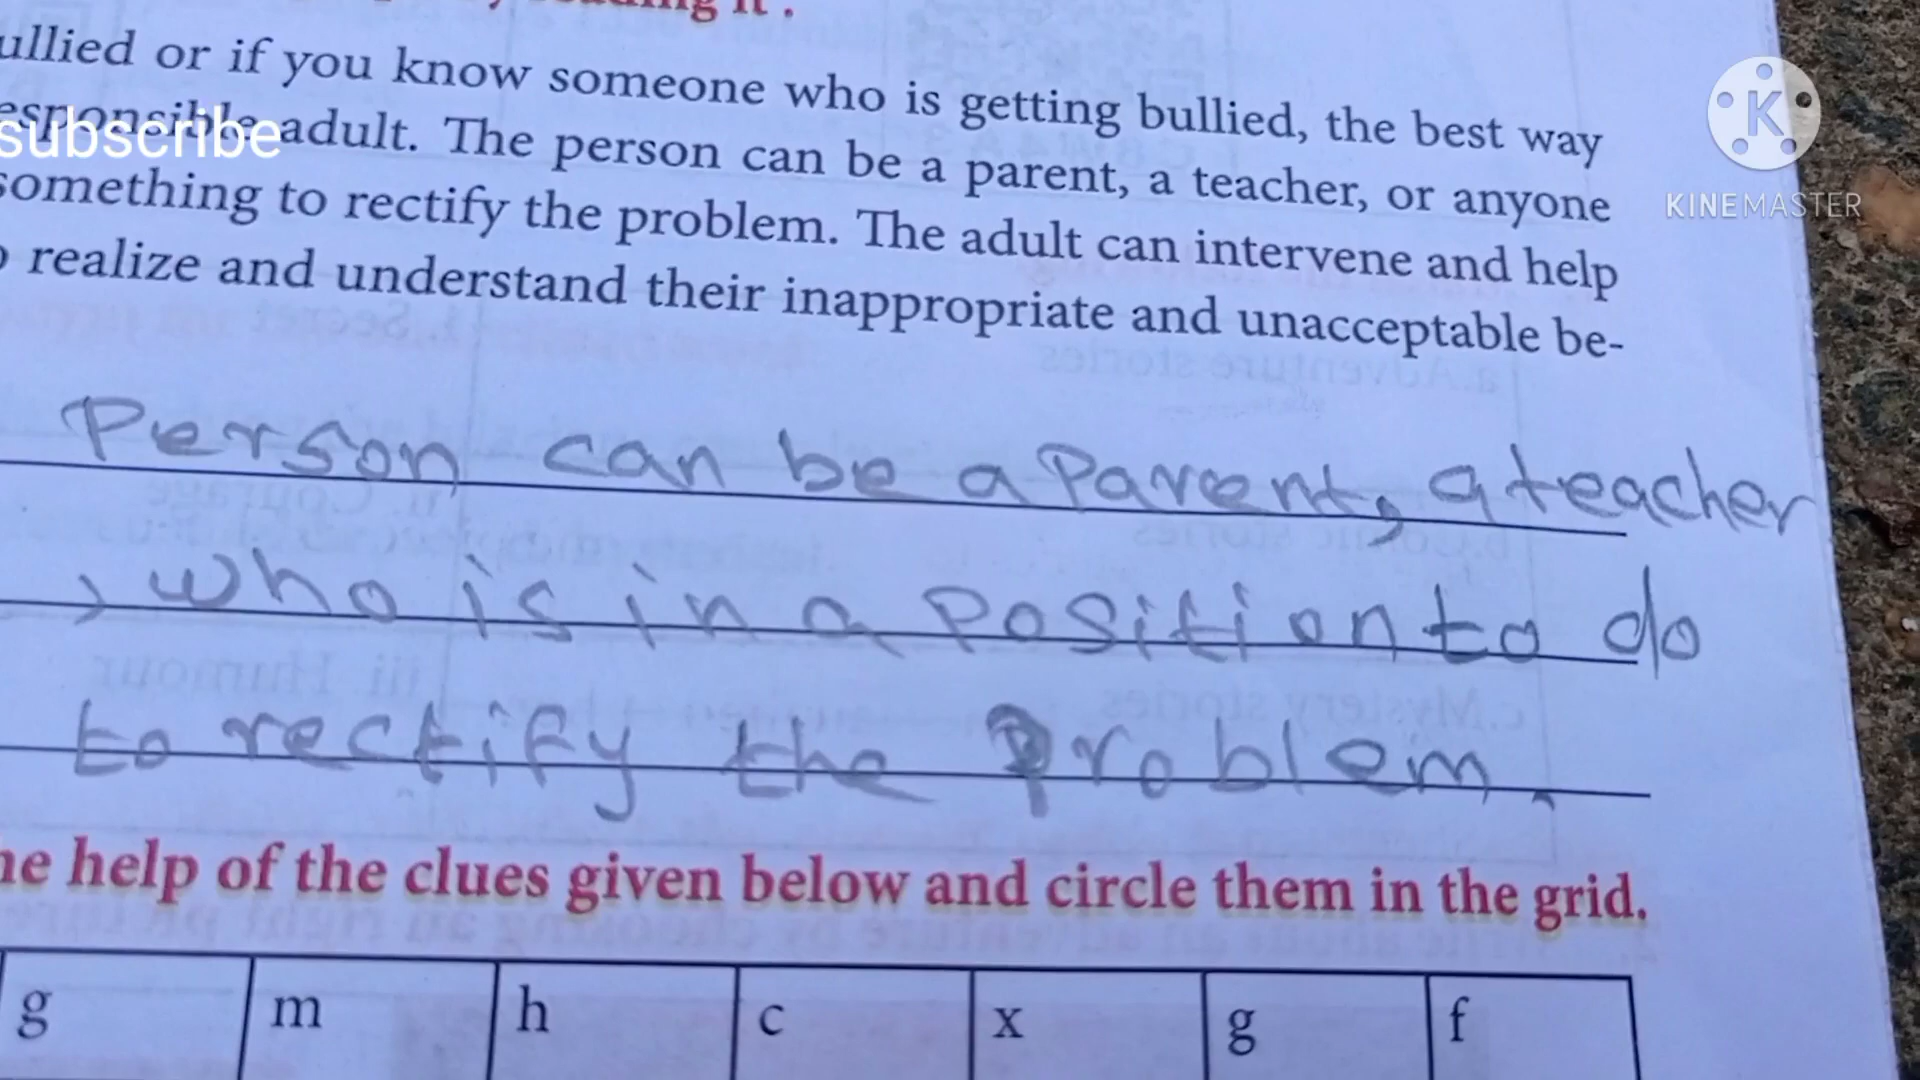 ullied or if you know someone who is getting bullied, the best way
esponsible adult. The person can be a parent, a teacher, or anyone
something to rectify the problem. The adult can intervene and help
realize and understand their inappropriate and unacceptable be-
subscribe
K
KINEMASTER
Person can be a Parent, a teacher
, who is in a position to do
to rectify the Problem.
he help of the clues given below and circle them in the grid.
g m h c x g f